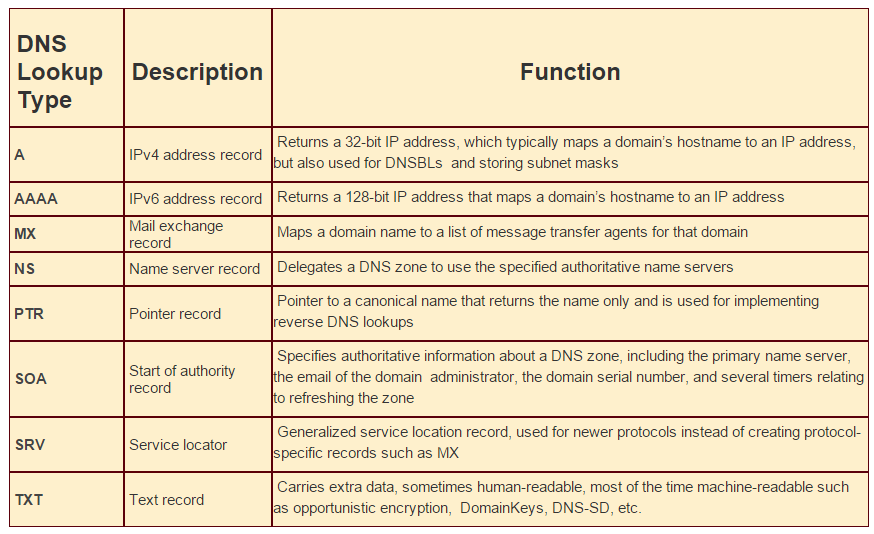 DNS
Lookup
Type
Description
Function
A
IPv4 address record
Returns a 32-bit IP address, which typically maps a domain’s hostname to an IP address,
but also used for DNSBLs and storing subnet masks
AAAA
IPv6 address record
Returns a 128-bit IP address that maps a domain’s hostname to an IP address
MX
Mail exchange
record
Maps a domain name to a list of message transfer agents for that domain
NS
Name server record
Delegates a DNS zone to use the specified authoritative name servers
PTR
Pointer record
Pointer to a canonical name that returns the name only and is used for implementing
reverse DNS lookups
SOA
Start of authority
record
Specifies authoritative information about a DNS zone, including the primary name server,
the email of the domain administrator, the domain serial number, and several timers relating
to refreshing the zone
SRV
Service locator
Generalized service location record, used for newer protocols instead of creating protocol-
specific records such as MX
TXT
Text record
Carries extra data, sometimes human-readable, most of the time machine-readable such
as opportunistic encryption, DomainKeys, DNS-SD, etc.